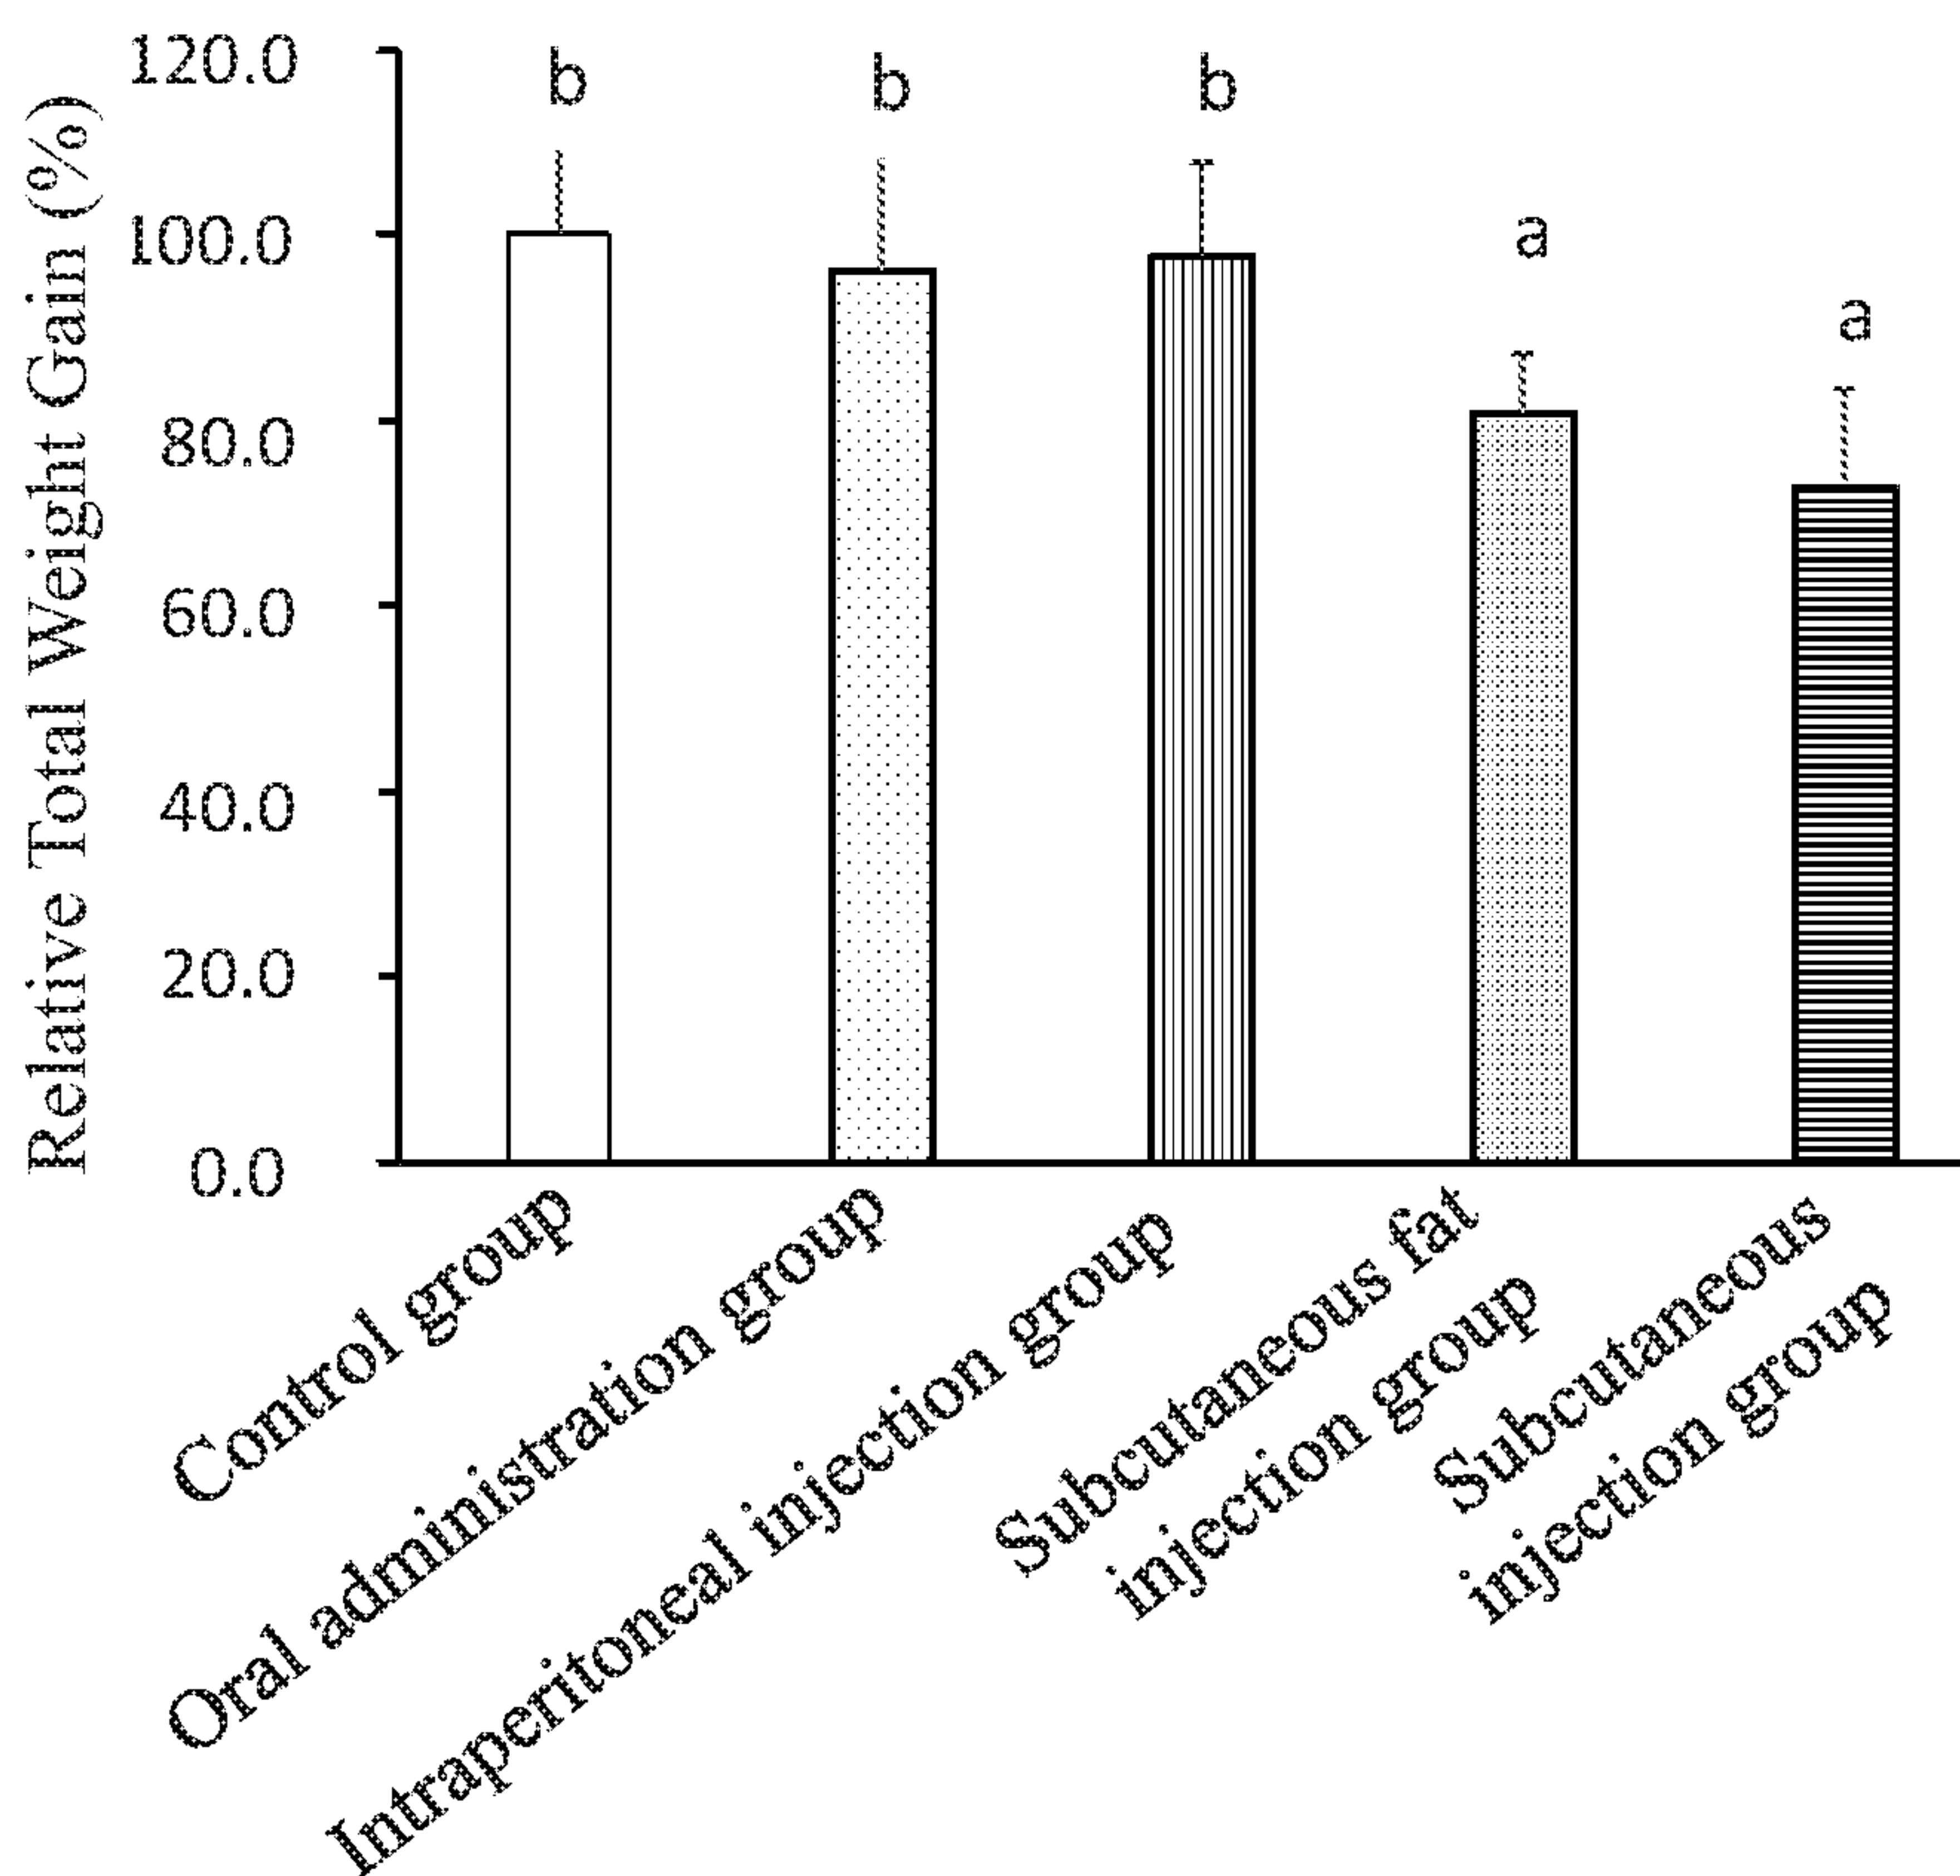 Relative Total Weight Gain (%)
120.0
100.0
80.0
60.0
40.0
20.0
0.0
b
b
b
a
a
Control group
Oral administration group
Intraperitoneal injection group
Subcutaneous fat
injection group
Subcutaneous
injection group